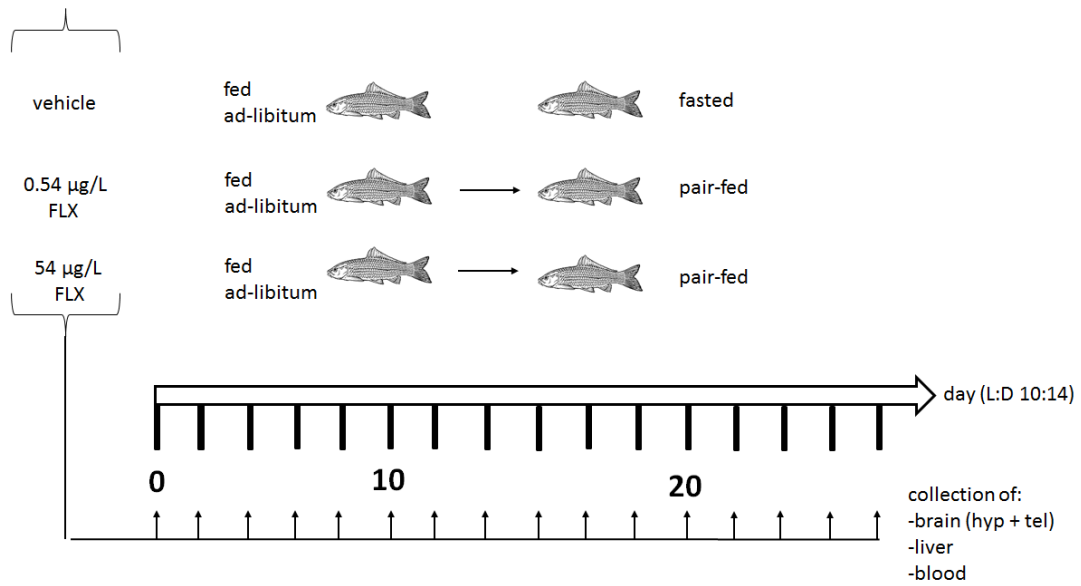 vehicle
fed
ad-libitum
fasted
0.54 µg/L
FLX
fed
ad-libitum
pair-fed
54 µg/L
FLX
fed
ad-libitum
pair-fed
day (L:D 10:14)
0
10
20
collection of:
-brain (hyp + tel)
-liver
-blood